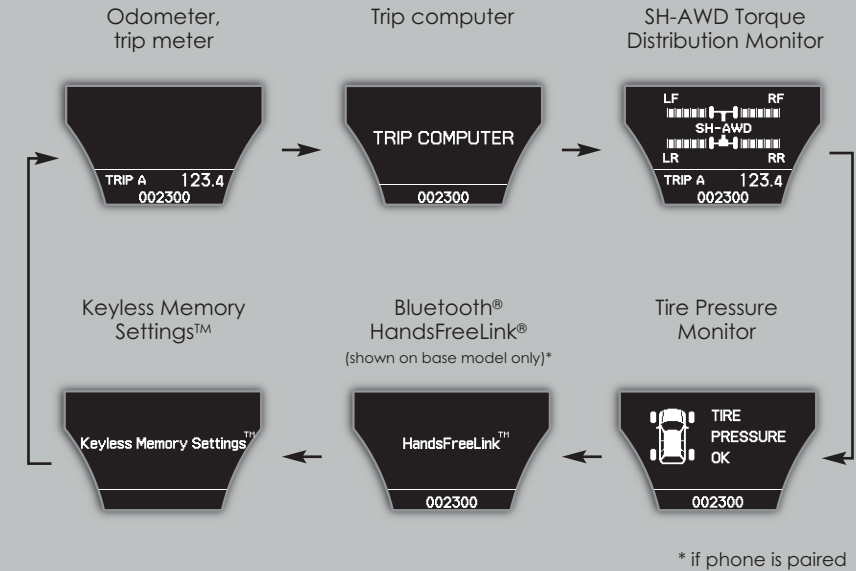 Odometer,
trip meter
Trip computer
SH-AWD Torque
Distribution Monitor
TRIP A 123.4
002300
TRIP COMPUTER
002300
LF RF
SH-AWD
LR RR
TRIP A 123.4
002300
Keyless Memory
Settings™
Bluetooth®
HandsFreeLink®
(shown on base model only)*
Tire Pressure
Monitor
Keyless Memory Settings™
HandsFreeLink™
002300
TIRE
PRESSURE
OK
002300
* if phone is paired